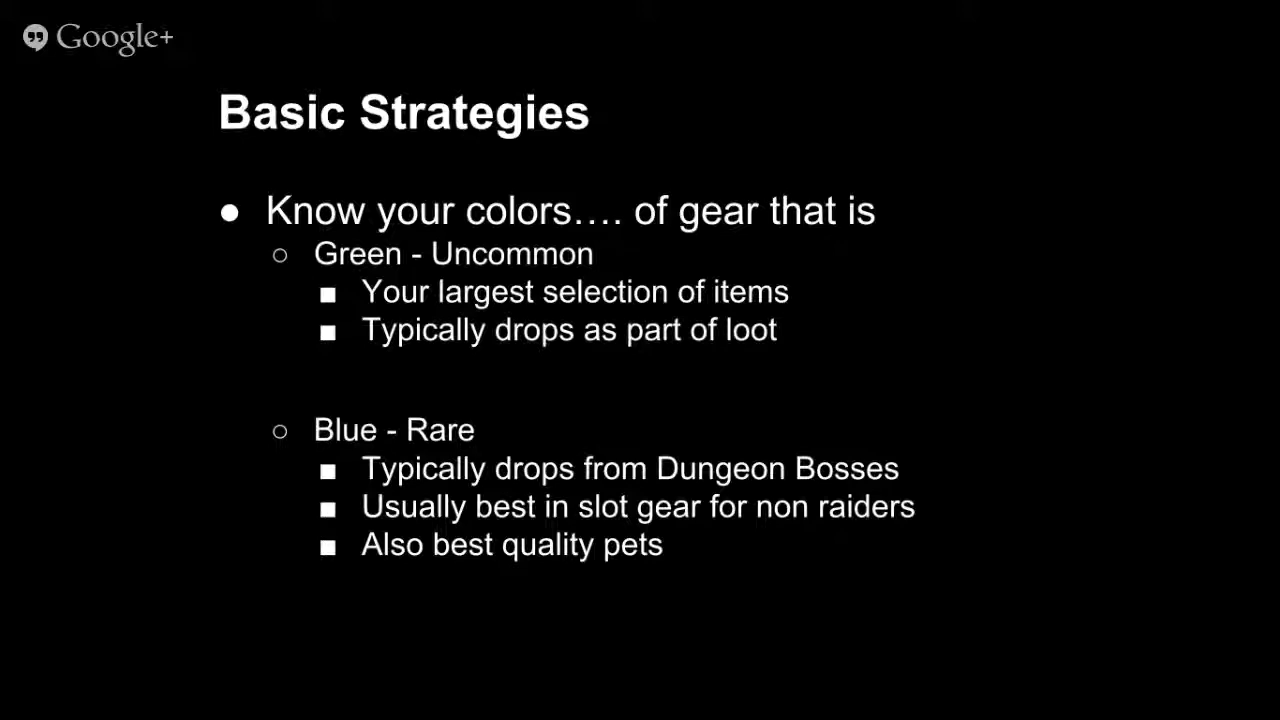 Google+
Basic Strategies
● Know your colors…. of gear that is
○ Green - Uncommon
■ Your largest selection of items
■ Typically drops as part of loot
○ Blue - Rare
■ Typically drops from Dungeon Bosses
■ Usually best in slot gear for non raiders
■ Also best quality pets